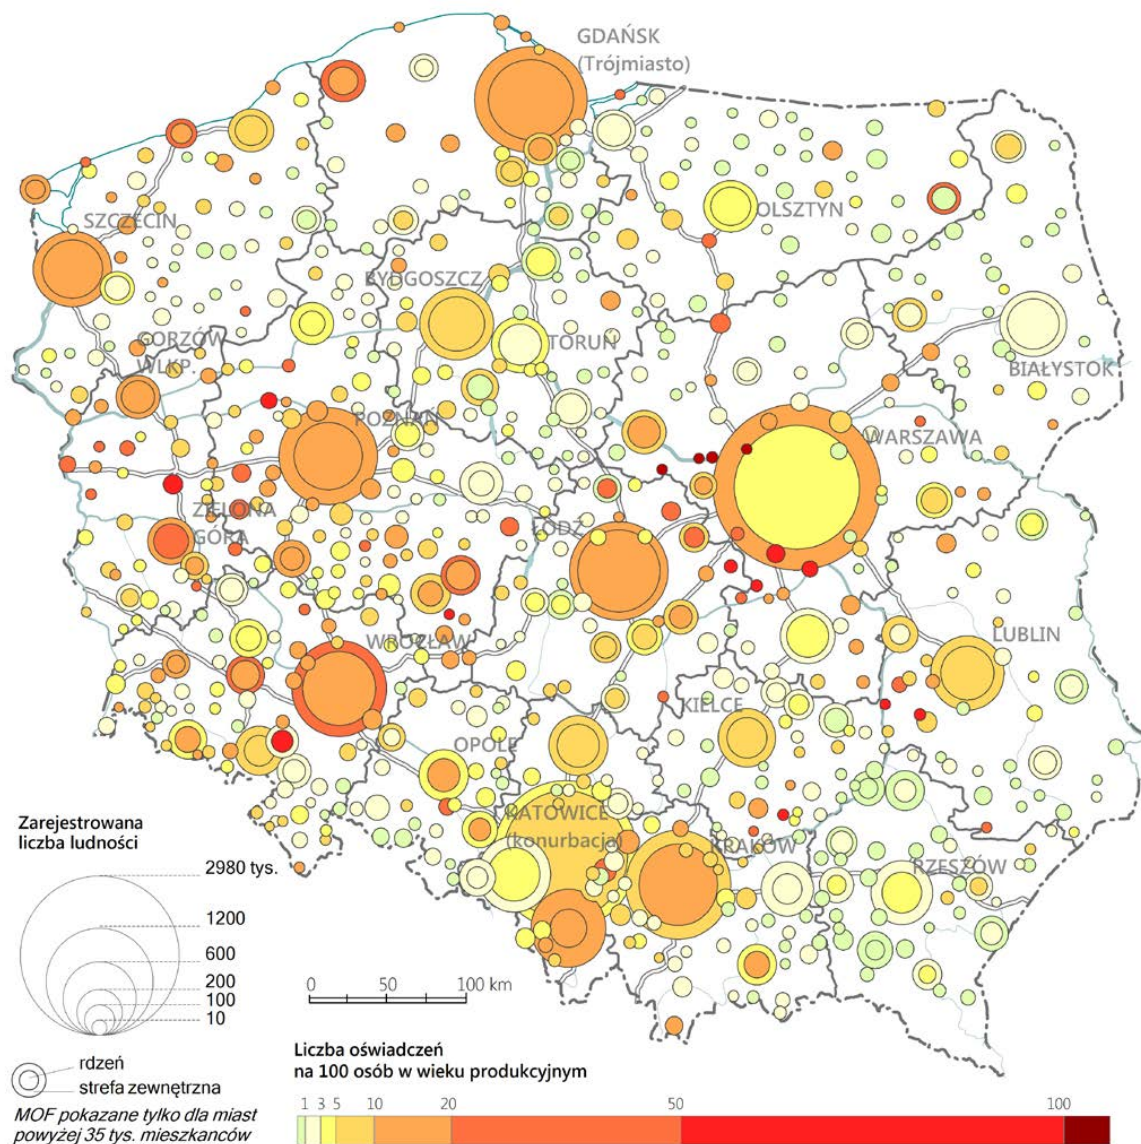 GDAŃSK
(Trójmiasto)
SZCZECIN
OLSZTYN
BYDGOSZCZ
GORZÓW
WLKP.
TORUŃ
BIAŁYSTOK
POZNAŃ
WARSZAWA
ZIELONA
GÓRA
ŁÓDŹ
WROCŁAW
LUBLIN
KIELCE
OPOLE
KATOWICE
(konurbacja)
KRAKÓW
RZESZÓW
Zarejestrowana
liczba ludności
2980 tys.
1200
600
200
100
10
rdzeń
strefa zewnętrzna
MOF pokazane tylko dla miast
powyżej 35 tys. mieszkanców
0 50 100 km
Liczba oświadczeń
na 100 osób w wieku produkcyjnym
1 3 5 10 20 50 100